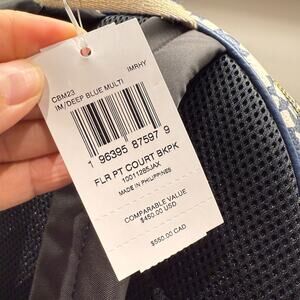 CBM23
IMRHY
IM/DEEP BLUE MULTI
1 96395 87597 9
FLR PT COURT BKPK
10011285JAX
MADE IN PHILIPPINES
COMPARABLE VALUE
$450.00 USD
$550.00 CAD